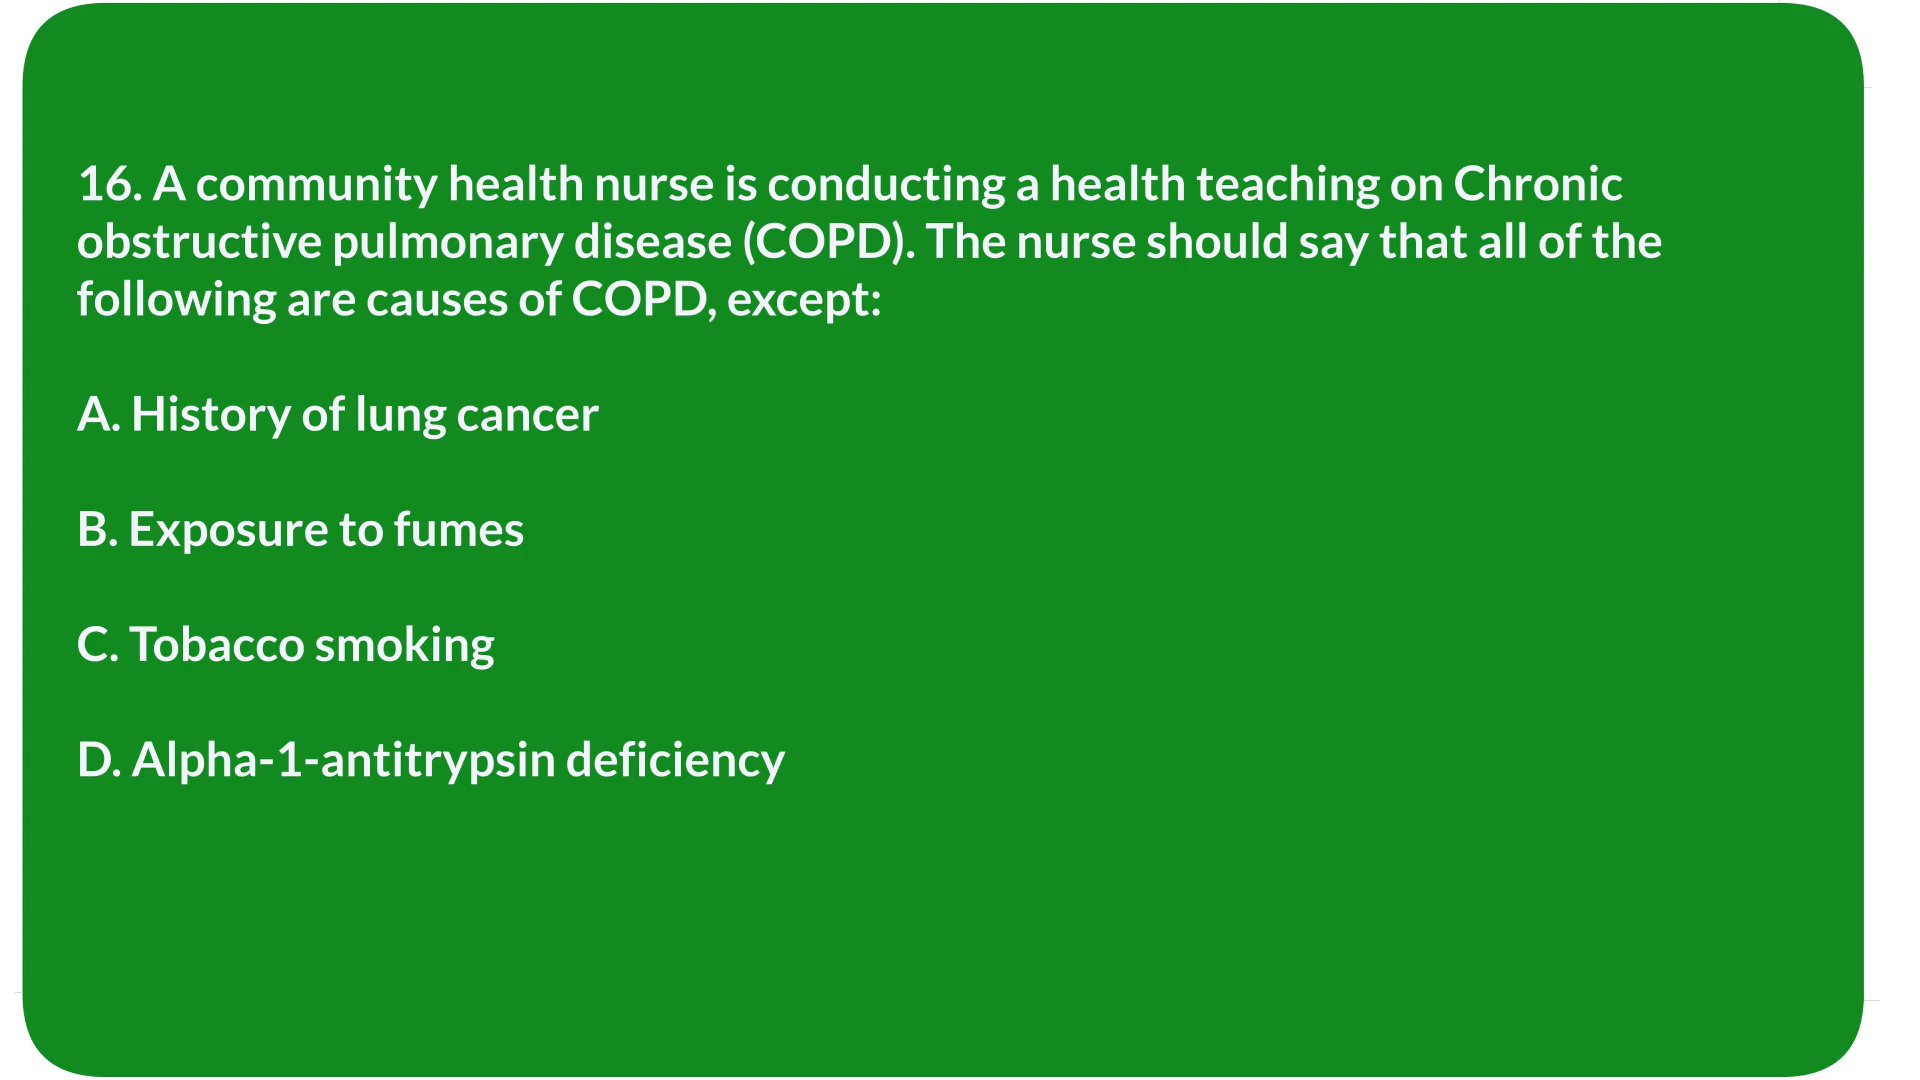 16. A community health nurse is conducting a health teaching on Chronic
obstructive pulmonary disease (COPD). The nurse should say that all of the
following are causes of COPD, except:
A. History of lung cancer
B. Exposure to fumes
C. Tobacco smoking
D. Alpha-1-antitrypsin deficiency